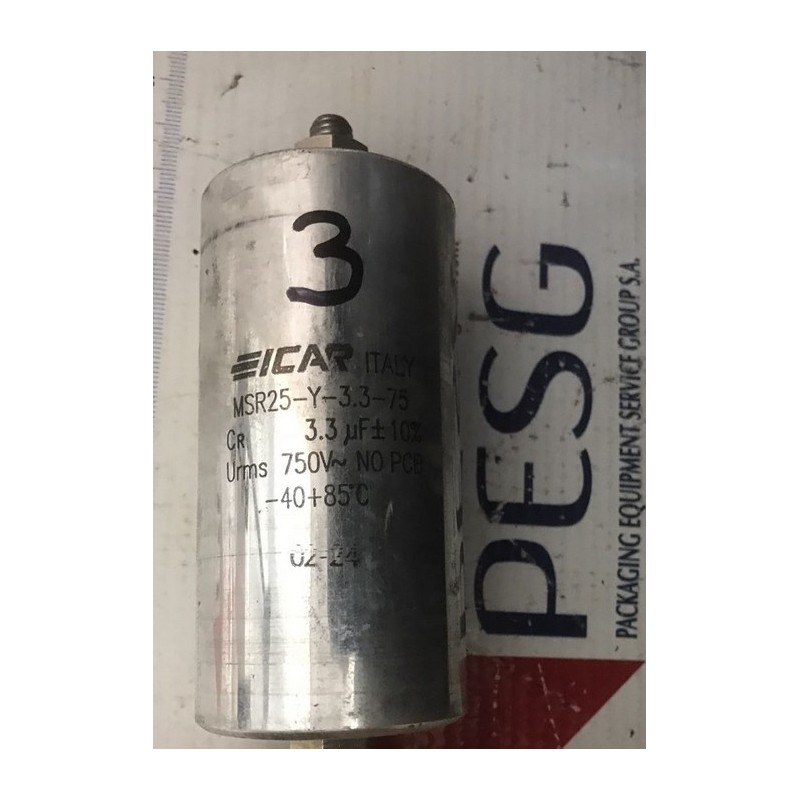 3
ICAR ITALY
MSR25-Y-3.3-75
CR 3.3 µF±10%
Urms 750V~ NO PCB
-40+85°C
02-24
PESG
PACKAGING EQUIPMENT SERVICE GROUP S.A.